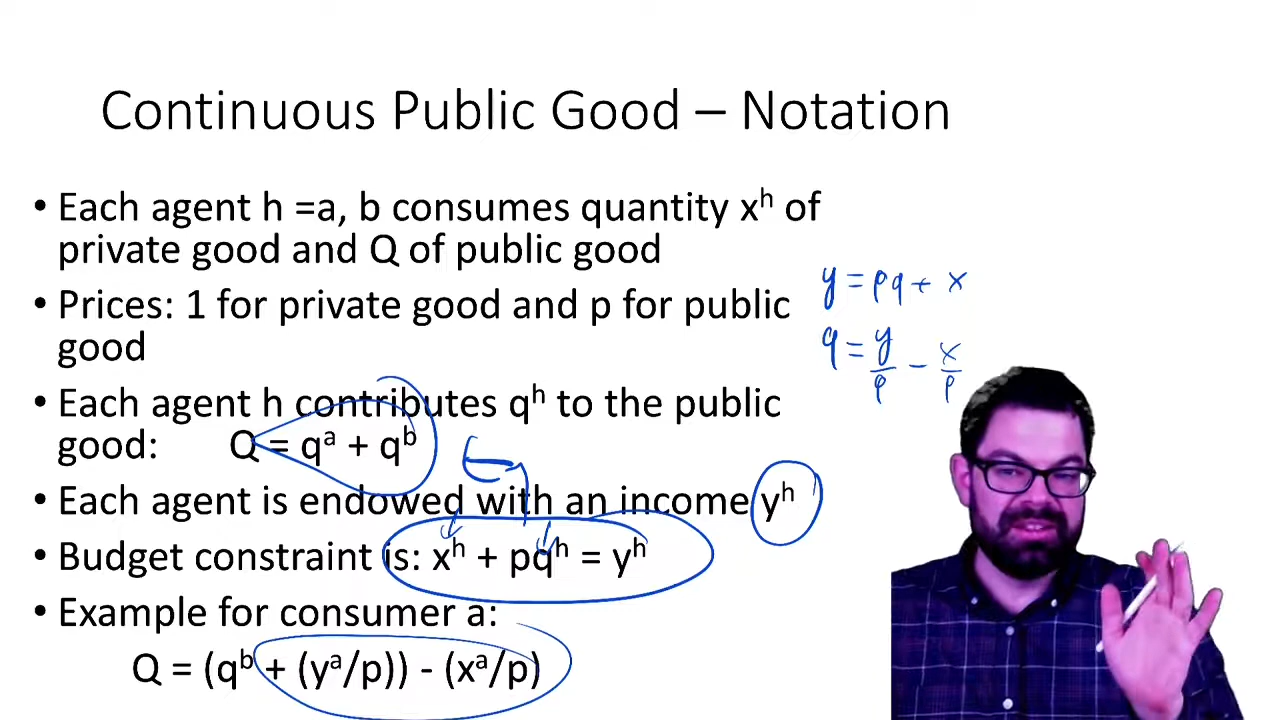 Continuous Public Good – Notation
• Each agent h =a, b consumes quantity xʰ of
private good and Q of public good
• Prices: 1 for private good and p for public
good
• Each agent h contributes qʰ to the public
good: Q = qᵃ + qᵇ
• Each agent is endowed with an income yʰ
• Budget constraint is: xʰ + pqʰ = yʰ
• Example for consumer a:
Q = (qᵇ + (yᵃ/p)) - (xᵃ/p)
y = pq + x
q = y/p - x/p